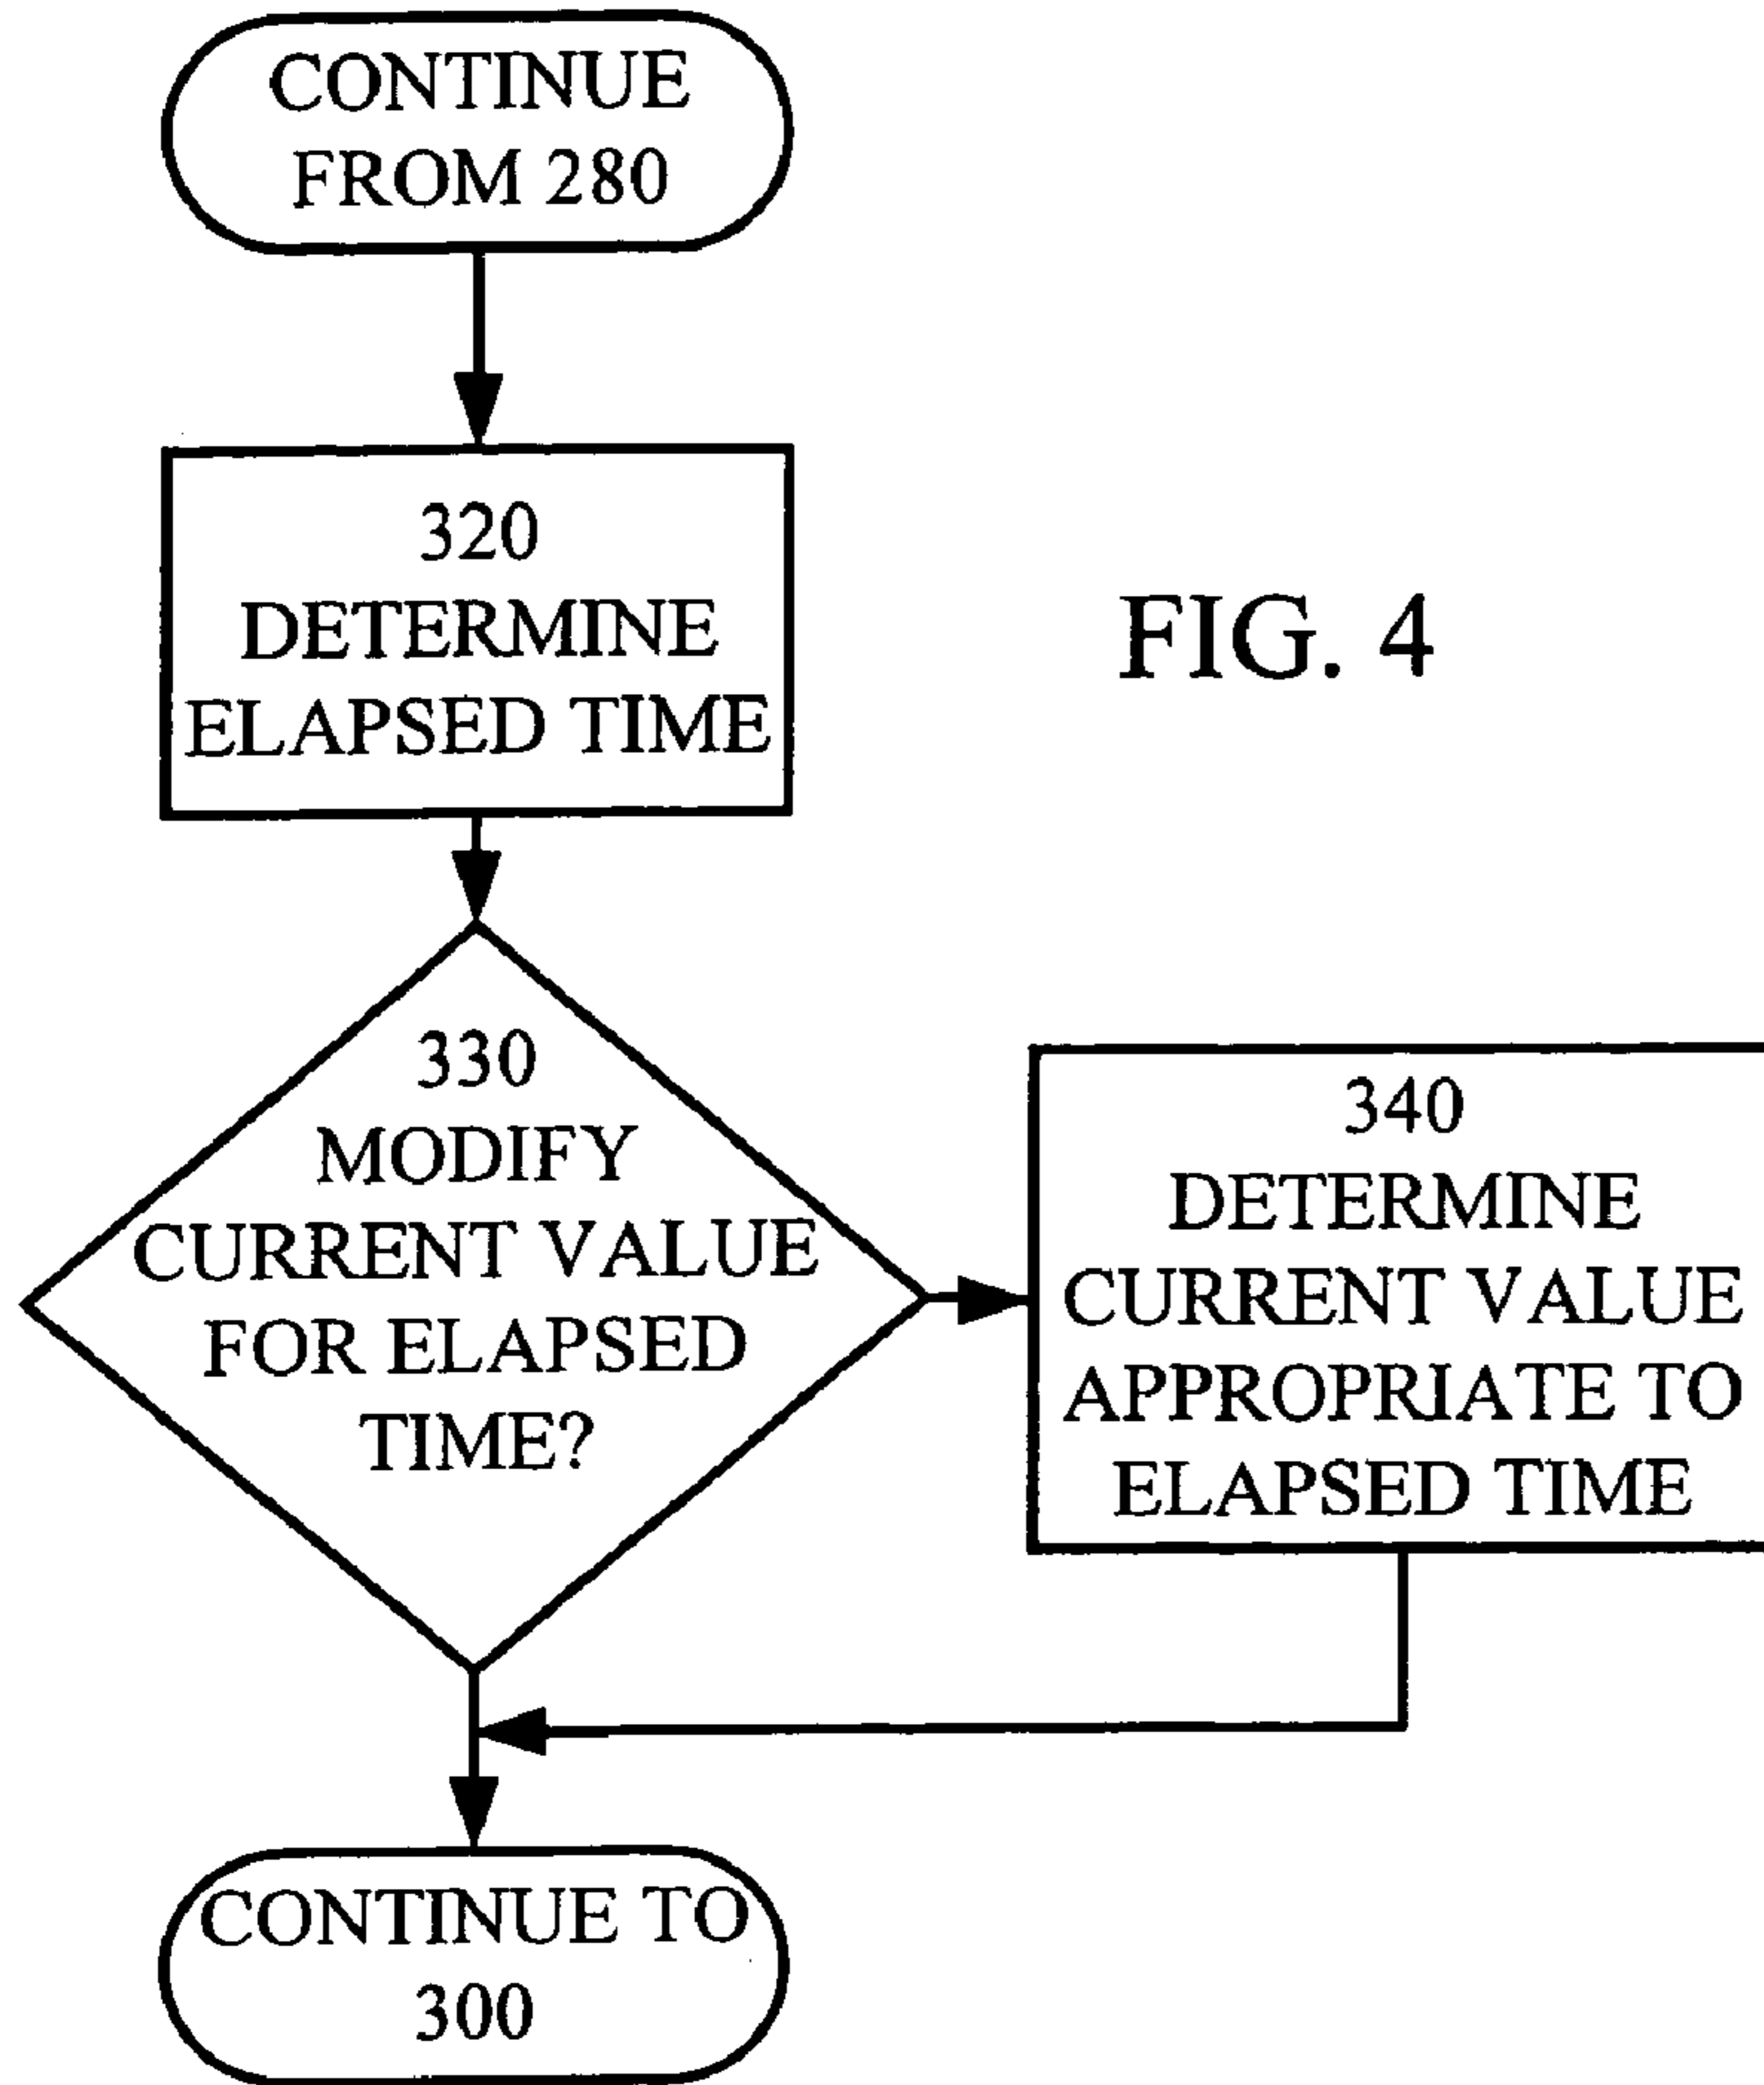 CONTINUE
FROM 280
320
DETERMINE
ELAPSED TIME
FIG. 4
330
MODIFY
CURRENT VALUE
FOR ELAPSED
TIME?
340
DETERMINE
CURRENT VALUE
APPROPRIATE TO
ELAPSED TIME
CONTINUE TO
300